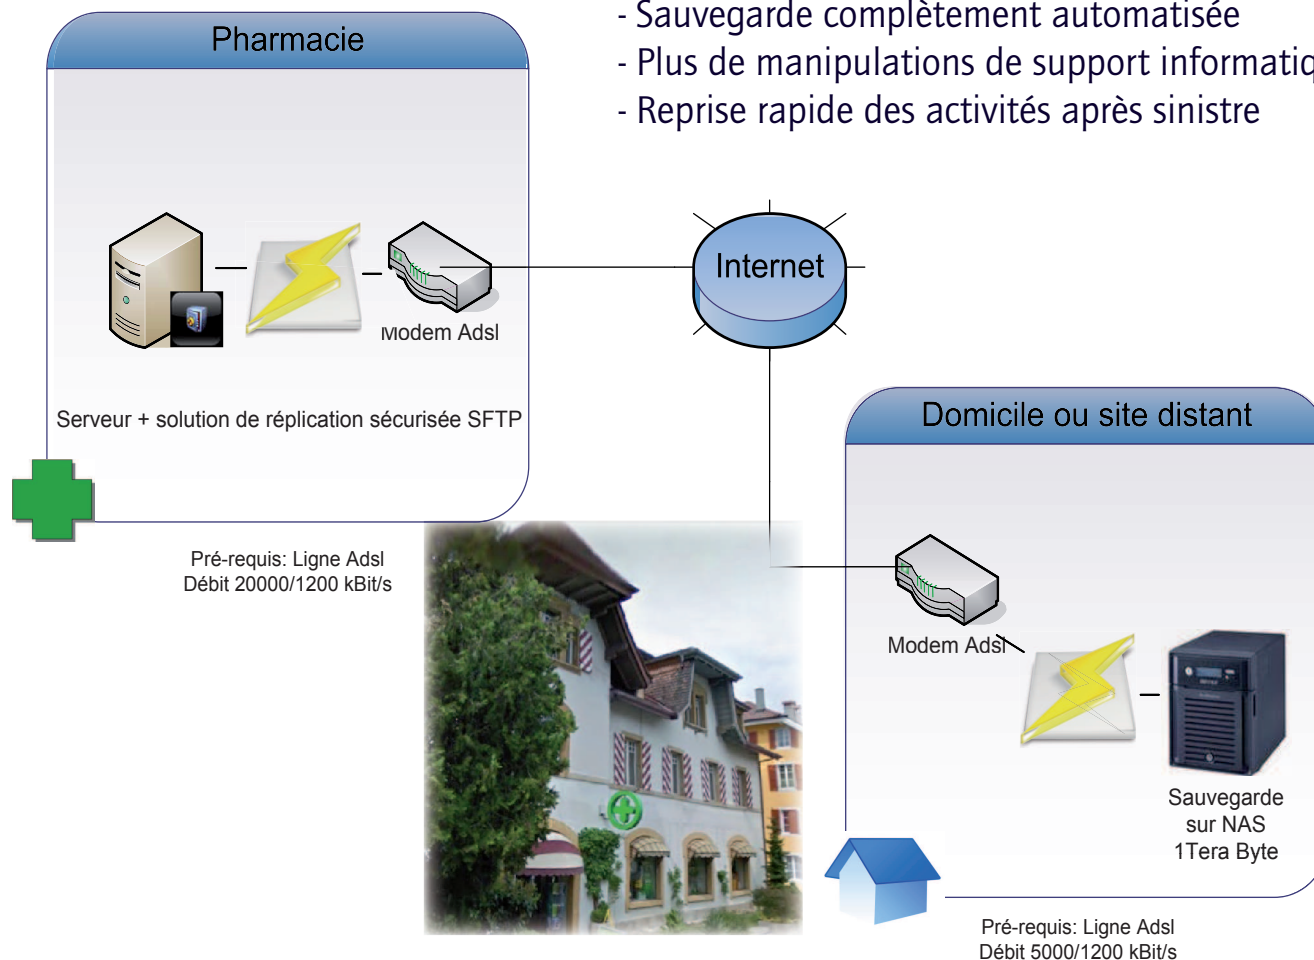 - Sauvegarde complètement automatisée
- Plus de manipulations de support
- Reprise rapide des activités après sinistre
Pharmacie
Internet
Modem Adsl
Serveur + solution de réplication sécurisée SFTP
Pré-requis: Ligne Adsl
Débit 20000/1200 kBit/s
Domicile ou site distant
Modem Adsl
Sauvegarde
sur NAS
1Tera Byte
Pré-requis: Ligne Adsl
Débit 5000/1200 kBit/s